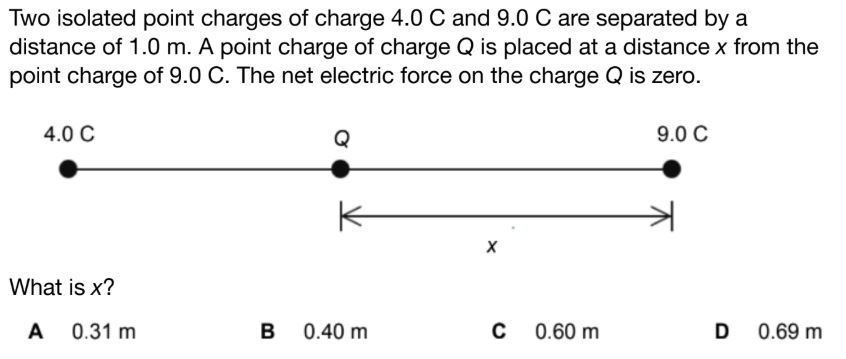 Two isolated point charges of charge 4.0 C and 9.0 C are separated by a
distance of 1.0 m. A point charge of charge Q is placed at a distance x from the
point charge of 9.0 C. The net electric force on the charge Q is zero.
4.0 C Q 9.0 C
x
What is x?
A 0.31 m B 0.40 m C 0.60 m D 0.69 m